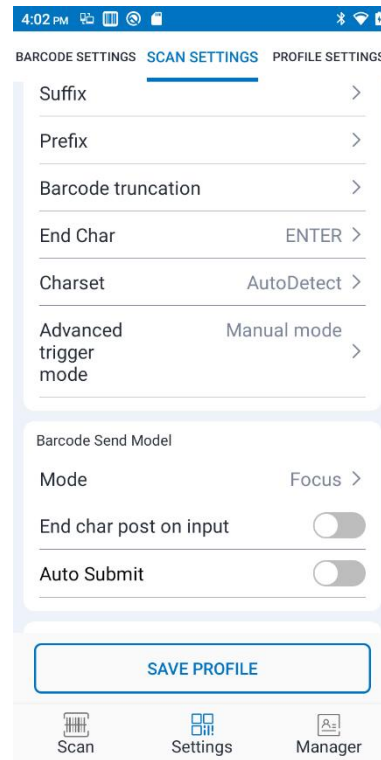 4:02 PM
BARCODE SETTINGS SCAN SETTINGS PROFILE SETTINGS
Suffix
Prefix
Barcode truncation
End Char ENTER
Charset AutoDetect
Advanced trigger mode Manual mode
Barcode Send Model
Mode Focus
End char post on input
Auto Submit
SAVE PROFILE
Scan Settings Manager